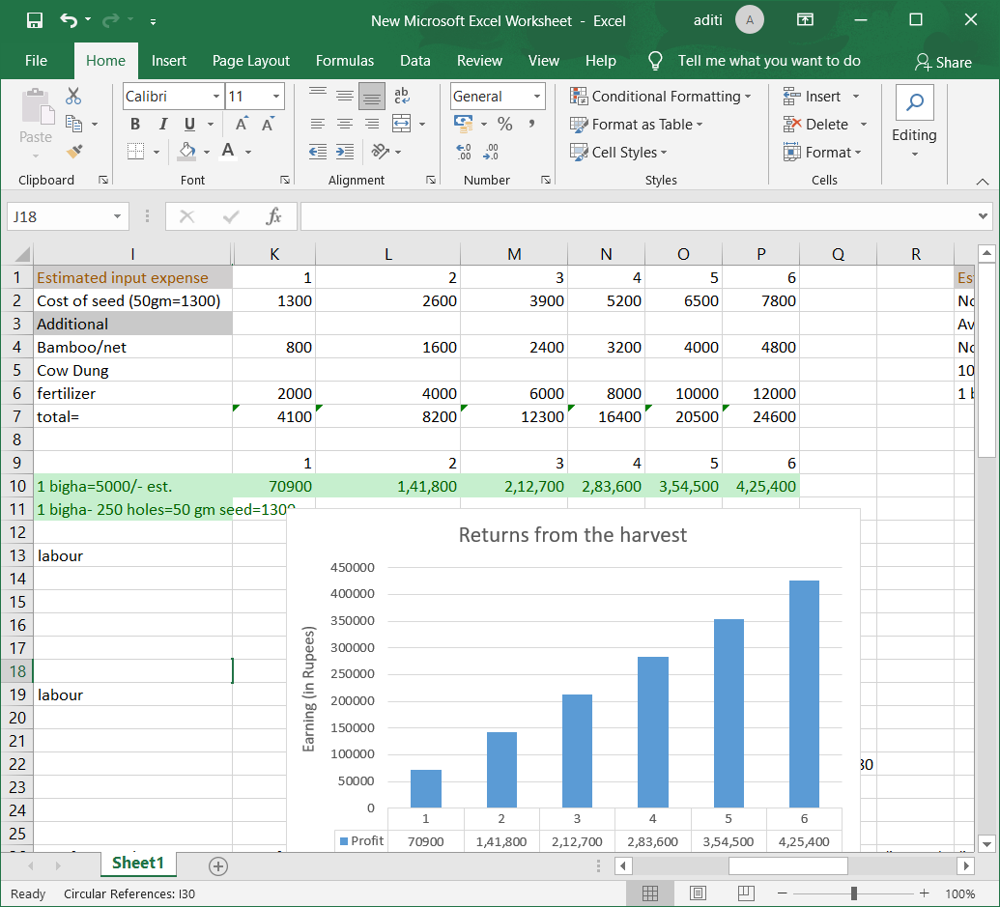 New Microsoft Excel Worksheet - Excel aditi A
File Home Insert Page Layout Formulas Data Review View Help Tell me what you want to do Share
Paste
Calibri 11
B I U A A
A
ab
c
General
% ,
.00 .0
Conditional Formatting
Format as Table
Cell Styles
Insert
Delete
Format
Editing
Clipboard Font Alignment Number Styles Cells
J18 fx
I K L M N O P Q R
1 Estimated input expense 1 2 3 4 5 6 Es
2 Cost of seed (50gm=1300) 1300 2600 3900 5200 6500 7800 No
3 Additional Av
4 Bamboo/net 800 1600 2400 3200 4000 4800 No
5 Cow Dung 10
6 fertilizer 2000 4000 6000 8000 10000 12000
7 total= 4100 8200 12300 16400 20500 24600
8
9 1 2 3 4 5 6
10 1 bigha=5000/- est. 70900 1,41,800 2,12,700 2,83,600 3,54,500 4,25,400
11 1 bigha- 250 holes=50 gm seed=1300
12
13 labour
14
15
16
17
18
19 labour
20
21
22
23
24
25
Returns from the harvest
Earning (in Rupees)
450000
400000
350000
300000
250000
200000
150000
100000
50000
0
1 2 3 4 5 6
Profit 70900 1,41,800 2,12,700 2,83,600 3,54,500 4,25,400
Sheet1
Ready Circular References: I30 100%